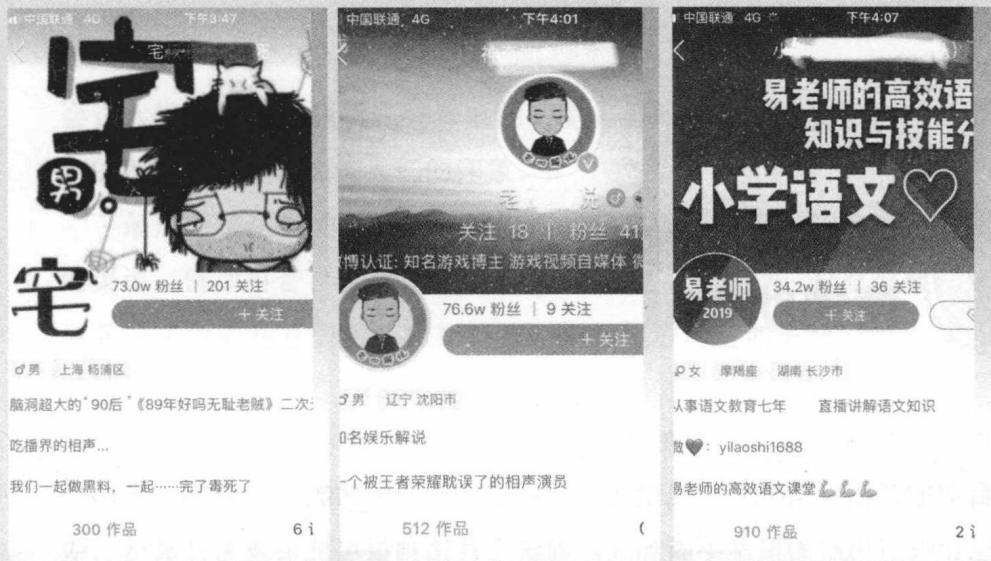 中国联通 下午3:47
宅
宅
男。
宅
73.0w 粉丝 | 201 关注
+ 关注
♂男 上海 杨浦区
脑洞超大的“90后”《89年好吗无耻老贼》二次
吃播界的相声...
我们一起做黑料，一起……完了毒死了
300 作品 6
中国联通 4G 下午4:01
老 说 ♂
关注 18 | 粉丝 41
博认证: 知名游戏博主 游戏视频自媒体 微
76.6w 粉丝 | 9 关注
+ 关注
♂男 辽宁 沈阳市
名娱乐解说
一个被王者荣耀耽误了的相声演员
512 作品
中国联通 4G 下午4:07
小
易老师的高效语
知识与技能分
小学语文♡
易老师
2019
34.2w 粉丝 | 36 关注
+ 关注
女 摩羯座 湖南 长沙市
从事语文教育七年 直播讲解语文知识
微🖤: yilaoshi1688
易老师的高效语文课堂💪💪💪
910 作品 2